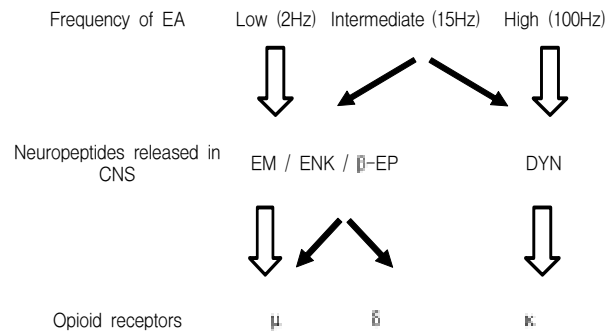 Frequency of EA Low (2Hz) Intermediate (15Hz) High (100Hz)
Neuropeptides released in
CNS
EM / ENK / β-EP DYN
Opioid receptors μ δ κ